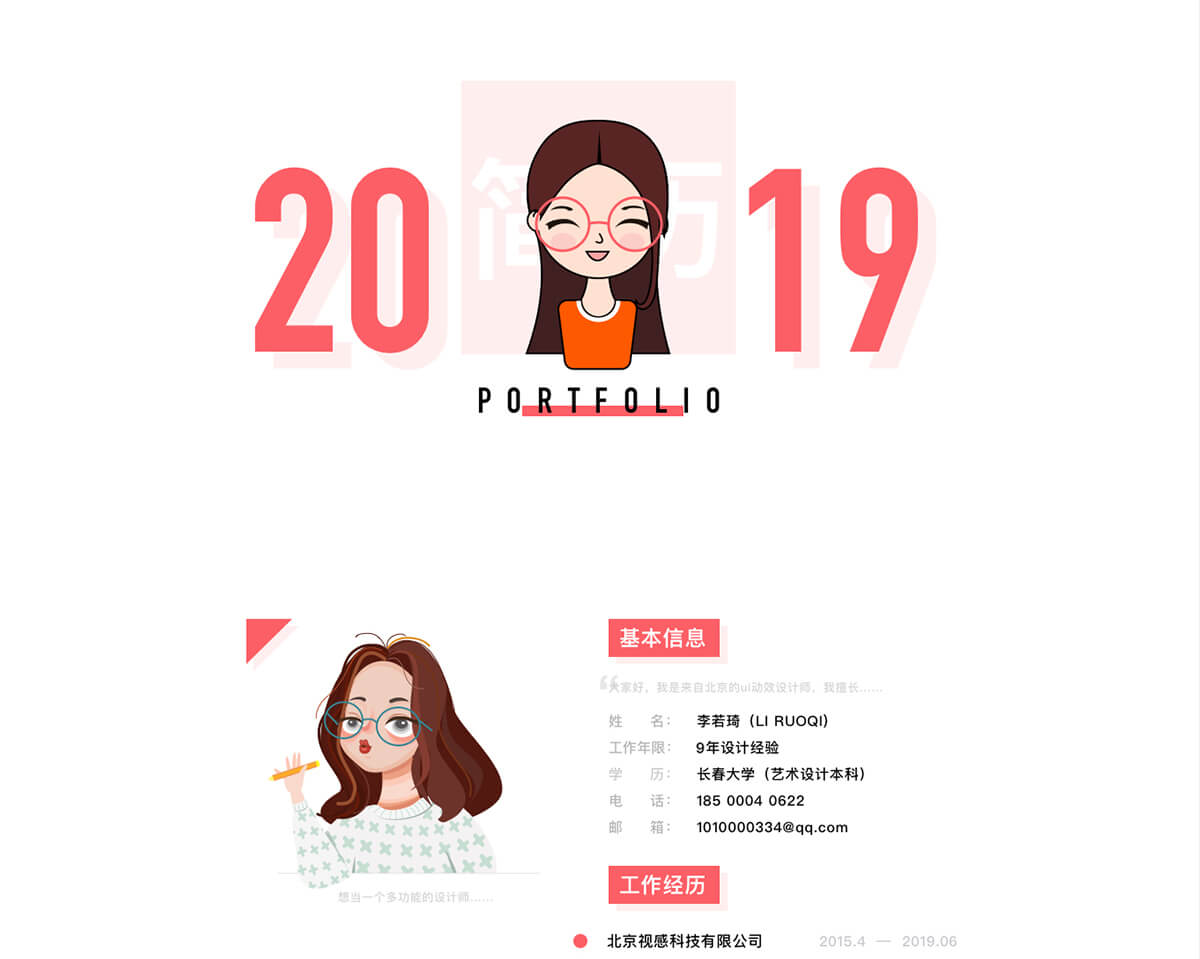 2019
简历
PORTFOLIO
基本信息
大家好，我是来自北京的ui动效设计师，我擅长……
姓 名： 李若琦（LI RUOQI）
工作年限： 9年设计经验
学 历： 长春大学（艺术设计本科）
电 话： 185 0004 0622
邮 箱： 1010000334@qq.com
想当一个多功能的设计师……
工作经历
北京视感科技有限公司 2015.4 — 2019.06